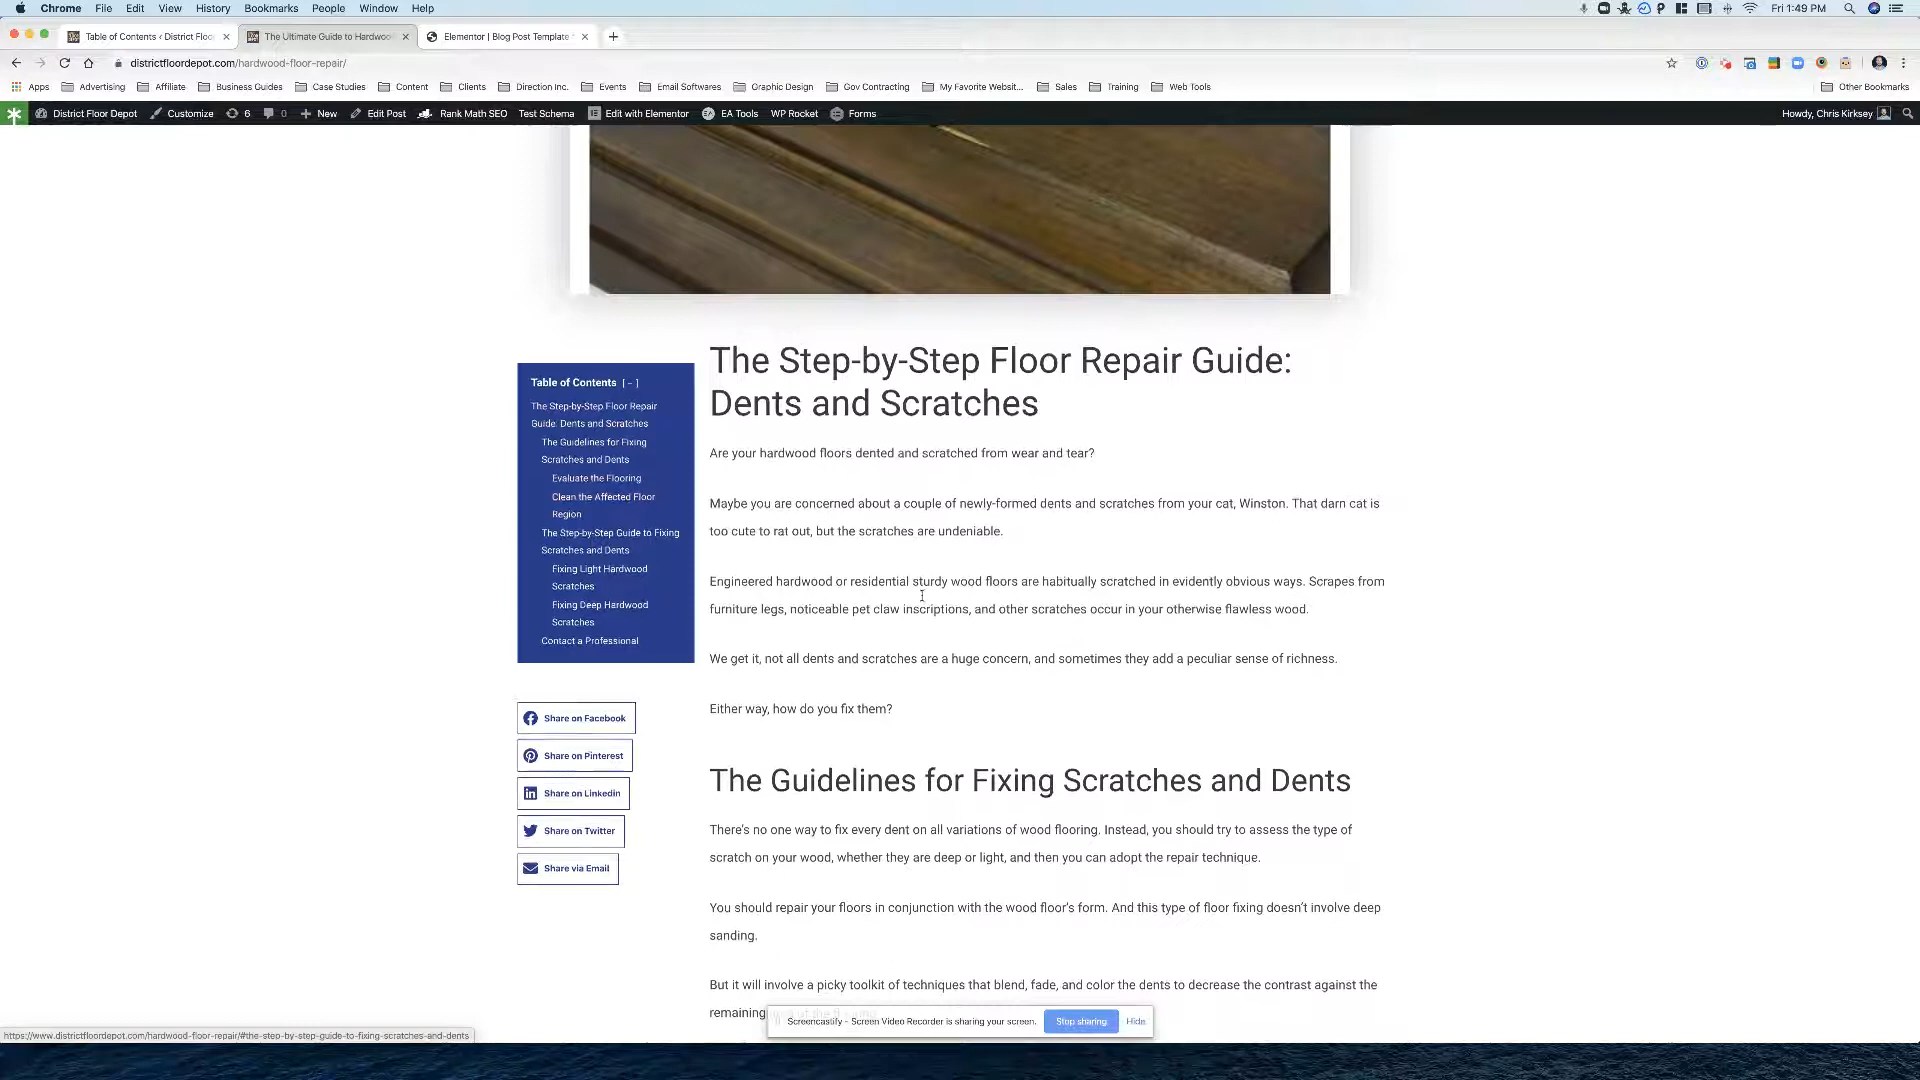 Chrome File Edit View History Bookmarks People Window Help Fri 1:49 PM
Table of Contents ‹ District Floo The Ultimate Guide to Hardwoo Elementor | Blog Post Template
districtfloordepot.com/hardwood-floor-repair/
Apps Advertising Affiliate Business Guides Case Studies Content Clients Direction Inc. Events Email Softwares Graphic Design Gov Contracting My Favorite Websit... Sales Training Web Tools Other Bookmarks
District Floor Depot Customize 6 0 New Edit Post Rank Math SEO Test Schema Edit with Elementor EA Tools WP Rocket Forms Howdy, Chris Kirksey
The Step-by-Step Floor Repair Guide:
Dents and Scratches
Table of Contents [ - ]
The Step-by-Step Floor Repair
Guide: Dents and Scratches
The Guidelines for Fixing
Scratches and Dents
Evaluate the Flooring
Clean the Affected Floor
Region
The Step-by-Step Guide to Fixing
Scratches and Dents
Fixing Light Hardwood
Scratches
Fixing Deep Hardwood
Scratches
Contact a Professional
Share on Facebook
Share on Pinterest
Share on Linkedin
Share on Twitter
Share via Email
Are your hardwood floors dented and scratched from wear and tear?
Maybe you are concerned about a couple of newly-formed dents and scratches from your cat, Winston. That darn cat is
too cute to rat out, but the scratches are undeniable.
Engineered hardwood or residential sturdy wood floors are habitually scratched in evidently obvious ways. Scrapes from
furniture legs, noticeable pet claw inscriptions, and other scratches occur in your otherwise flawless wood.
We get it, not all dents and scratches are a huge concern, and sometimes they add a peculiar sense of richness.
Either way, how do you fix them?
The Guidelines for Fixing Scratches and Dents
There's no one way to fix every dent on all variations of wood flooring. Instead, you should try to assess the type of
scratch on your wood, whether they are deep or light, and then you can adopt the repair technique.
You should repair your floors in conjunction with the wood floor's form. And this type of floor fixing doesn't involve deep
sanding.
But it will involve a picky toolkit of techniques that blend, fade, and color the dents to decrease the contrast against the
remaining
Screencastify - Screen Video Recorder is sharing your screen. Stop sharing Hide
https://www.districtfloordepot.com/hardwood-floor-repair/#the-step-by-step-guide-to-fixing-scratches-and-dents